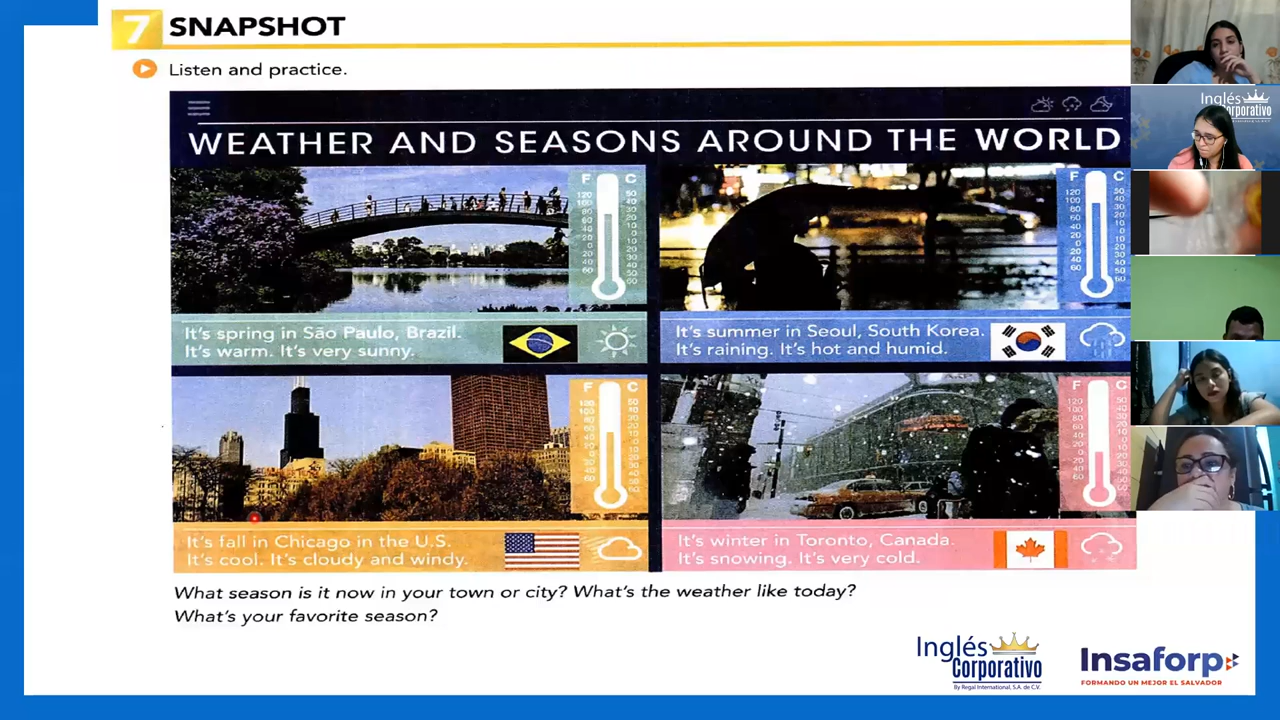 7 SNAPSHOT
Listen and practice.
WEATHER AND SEASONS AROUND THE WORLD
F C
It's spring in São Paulo, Brazil.
It's warm. It's very sunny.
F C
It's summer in Seoul, South Korea.
It's raining. It's hot and humid.
F C
It's fall in Chicago in the U.S.
It's cool. It's cloudy and windy.
F C
It's winter in Toronto, Canada.
It's snowing. It's very cold.
What season is it now in your town or city? What's the weather like today?
What's your favorite season?
Inglés
Corporativo
By Regal International, S.A. de C.V.
Insaforp
FORMANDO UN MEJOR EL SALVADOR
Inglés
Corporativo